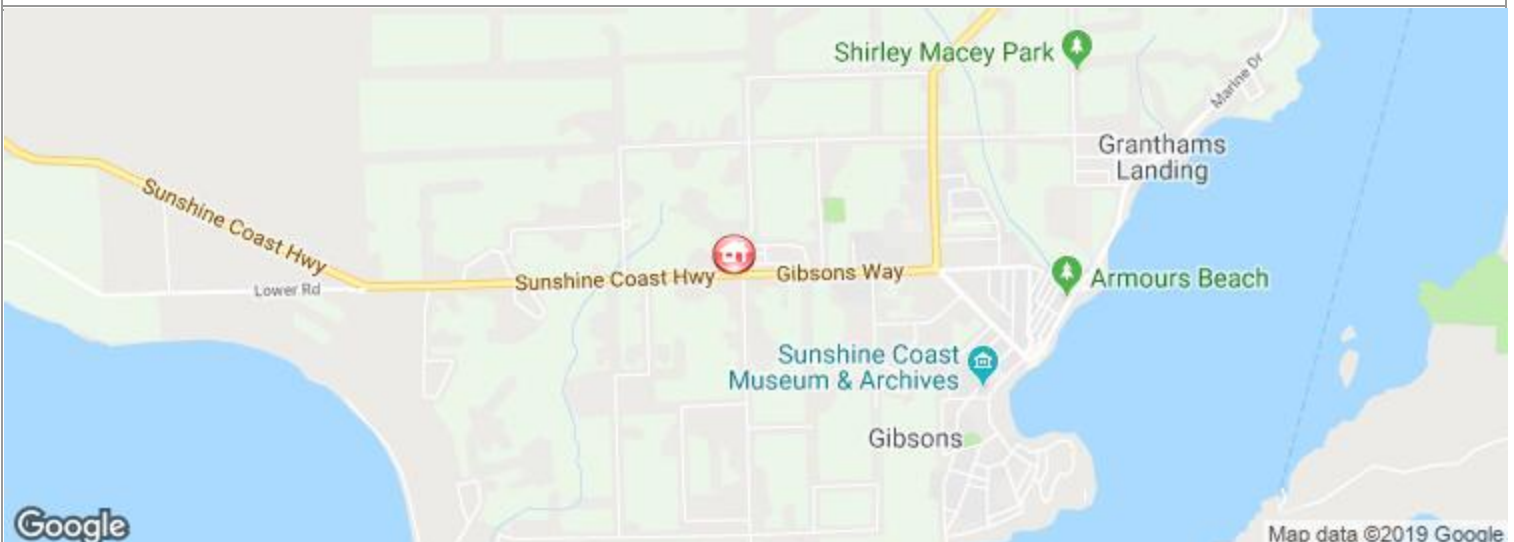 Shirley Macey Park
Marine Dr
Granthams
Landing
Sunshine Coast Hwy
Lower Rd
Sunshine Coast Hwy
Gibsons Way
Armours Beach
Sunshine Coast
Museum & Archives
Gibsons
Google
Map data ©2019 Google